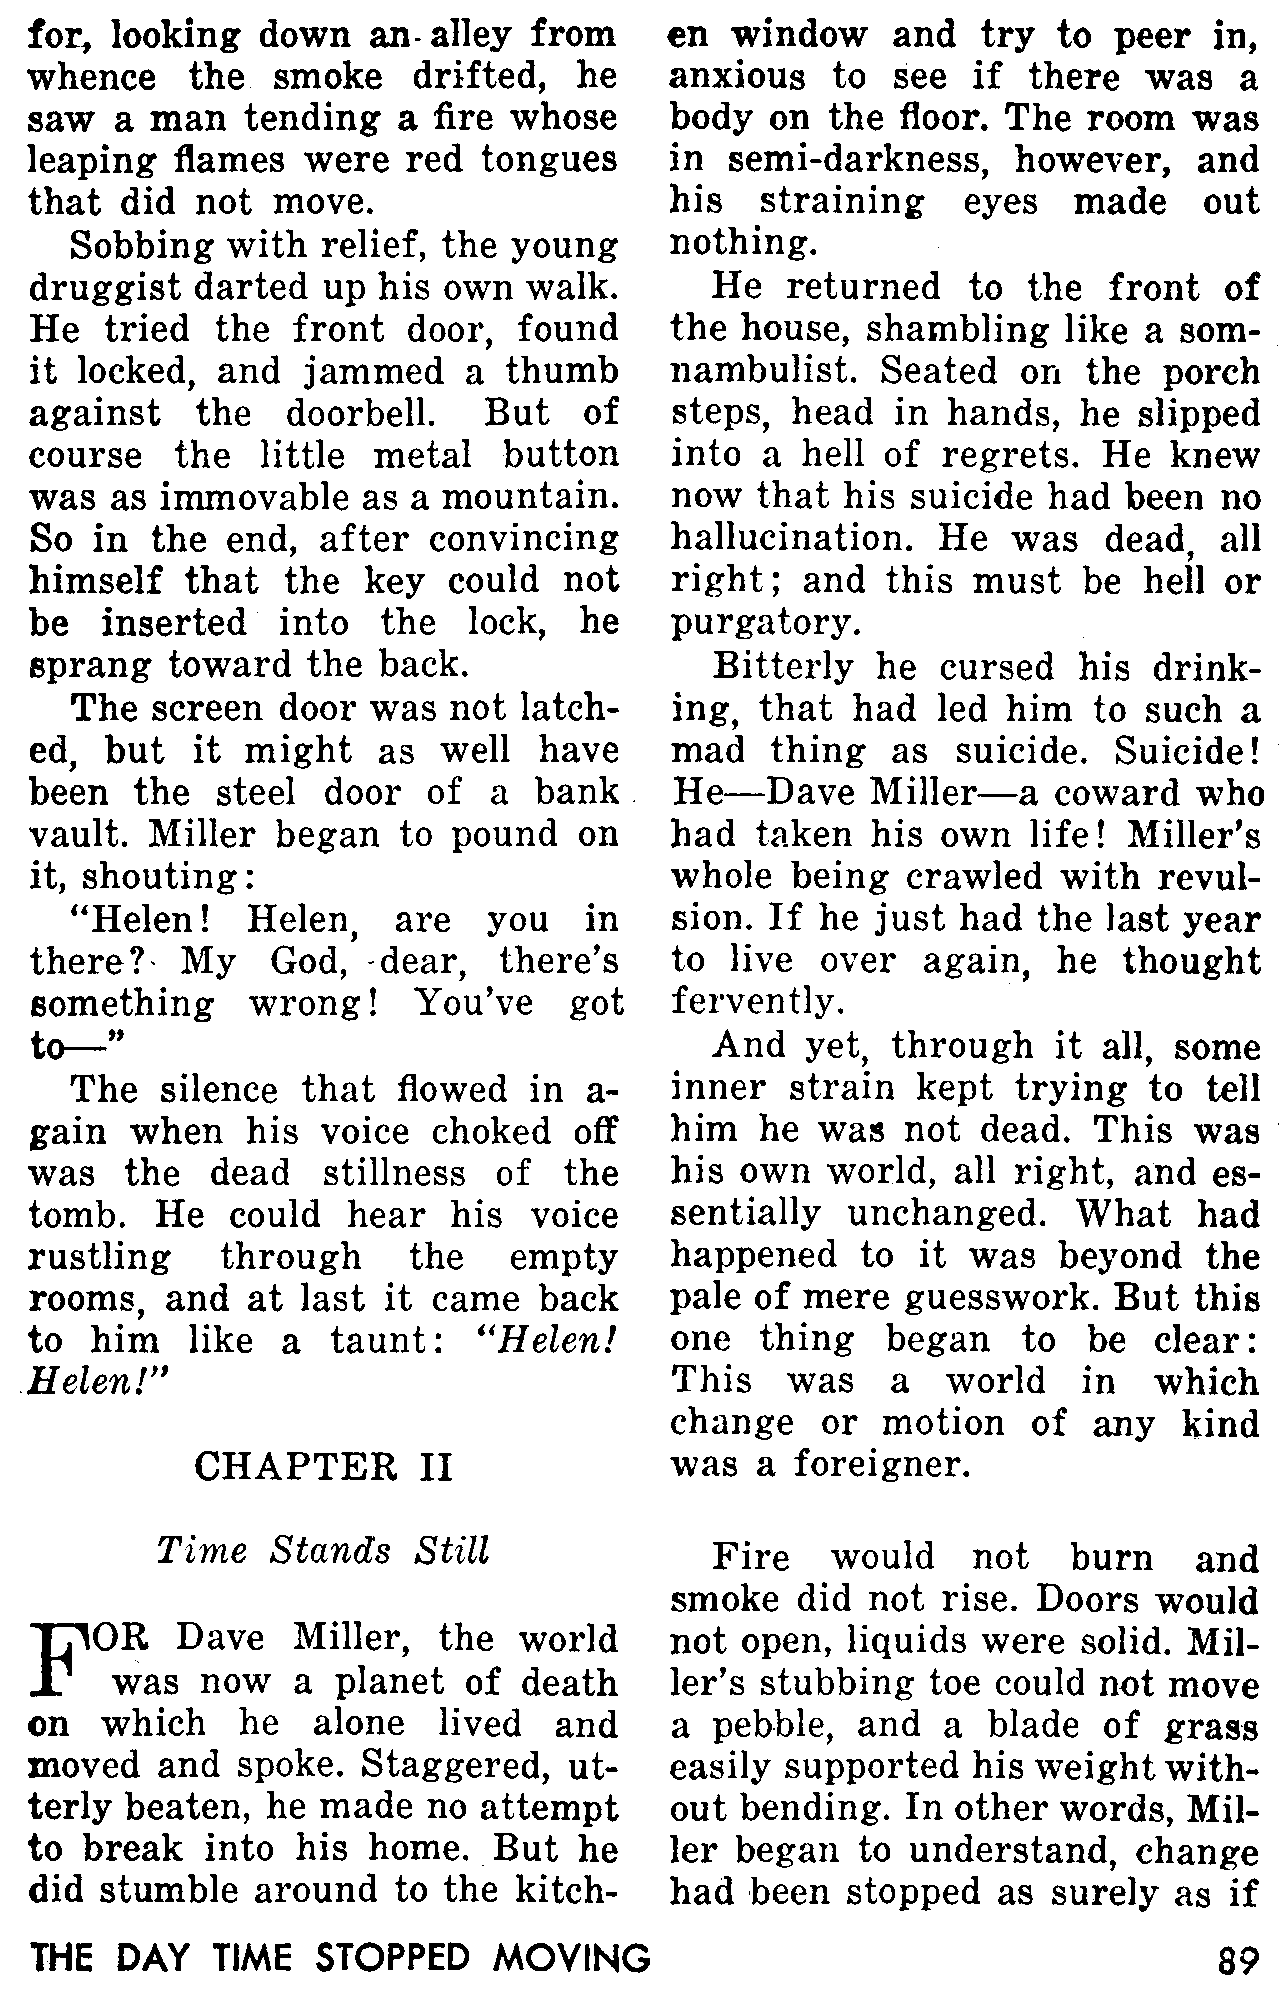 for, looking down an alley from
whence the smoke drifted, he
saw a man tending a fire whose
leaping flames were red tongues
that did not move.
Sobbing with relief, the young
druggist darted up his own walk.
He tried the front door, found
it locked, and jammed a thumb
against the doorbell. But of
course the little metal button
was as immovable as a mountain.
So in the end, after convincing
himself that the key could not
be inserted into the lock, he
sprang toward the back.
The screen door was not latch-
ed, but it might as well have
been the steel door of a bank
vault. Miller began to pound on
it, shouting:
"Helen! Helen, are you in
there? My God, dear, there's
something wrong! You've got
to—"
The silence that flowed in a-
gain when his voice choked off
was the dead stillness of the
tomb. He could hear his voice
rustling through the empty
rooms, and at last it came back
to him like a taunt: "Helen!
Helen!"
CHAPTER II
Time Stands Still
FOR Dave Miller, the world
was now a planet of death
on which he alone lived and
moved and spoke. Staggered, ut-
terly beaten, he made no attempt
to break into his home. But he
did stumble around to the kitch-
en window and try to peer in,
anxious to see if there was a
body on the floor. The room was
in semi-darkness, however, and
his straining eyes made out
nothing.
He returned to the front of
the house, shambling like a som-
nambulist. Seated on the porch
steps, head in hands, he slipped
into a hell of regrets. He knew
now that his suicide had been no
hallucination. He was dead, all
right; and this must be hell or
purgatory.
Bitterly he cursed his drink-
ing, that had led him to such a
mad thing as suicide. Suicide!
He—Dave Miller—a coward who
had taken his own life! Miller's
whole being crawled with revul-
sion. If he just had the last year
to live over again, he thought
fervently.
And yet, through it all, some
inner strain kept trying to tell
him he was not dead. This was
his own world, all right, and es-
sentially unchanged. What had
happened to it was beyond the
pale of mere guesswork. But this
one thing began to be clear:
This was a world in which
change or motion of any kind
was a foreigner.
Fire would not burn and
smoke did not rise. Doors would
not open, liquids were solid. Mil-
ler's stubbing toe could not move
a pebble, and a blade of grass
easily supported his weight with-
out bending. In other words, Mil-
ler began to understand, change
had been stopped as surely as if
THE DAY TIME STOPPED MOVING
89